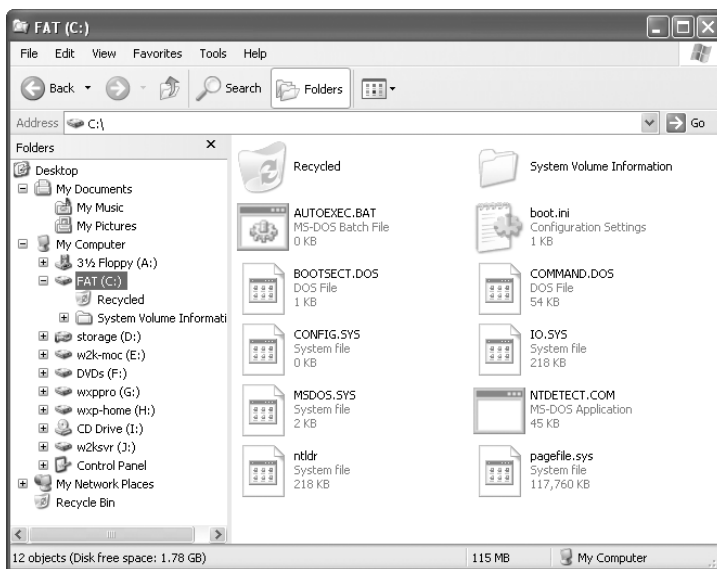 FAT (C:)
File Edit View Favorites Tools Help
Back Search Folders
Address C:\ Go
Folders
Desktop
My Documents
My Music
My Pictures
My Computer
3½ Floppy (A:)
FAT (C:)
Recycled
System Volume Informati
storage (D:)
w2k-moc (E:)
DVDs (F:)
wxppro (G:)
wxp-home (H:)
CD Drive (I:)
w2ksvr (J:)
Control Panel
My Network Places
Recycle Bin
Recycled
System Volume Information
AUTOEXEC.BAT
MS-DOS Batch File
0 KB
boot.ini
Configuration Settings
1 KB
BOOTSECT.DOS
DOS File
1 KB
COMMAND.DOS
DOS File
54 KB
CONFIG.SYS
System file
0 KB
IO.SYS
System file
218 KB
MSDOS.SYS
System file
2 KB
NTDETECT.COM
MS-DOS Application
45 KB
ntldr
System file
218 KB
pagefile.sys
System file
117,760 KB
12 objects (Disk free space: 1.78 GB) 115 MB My Computer